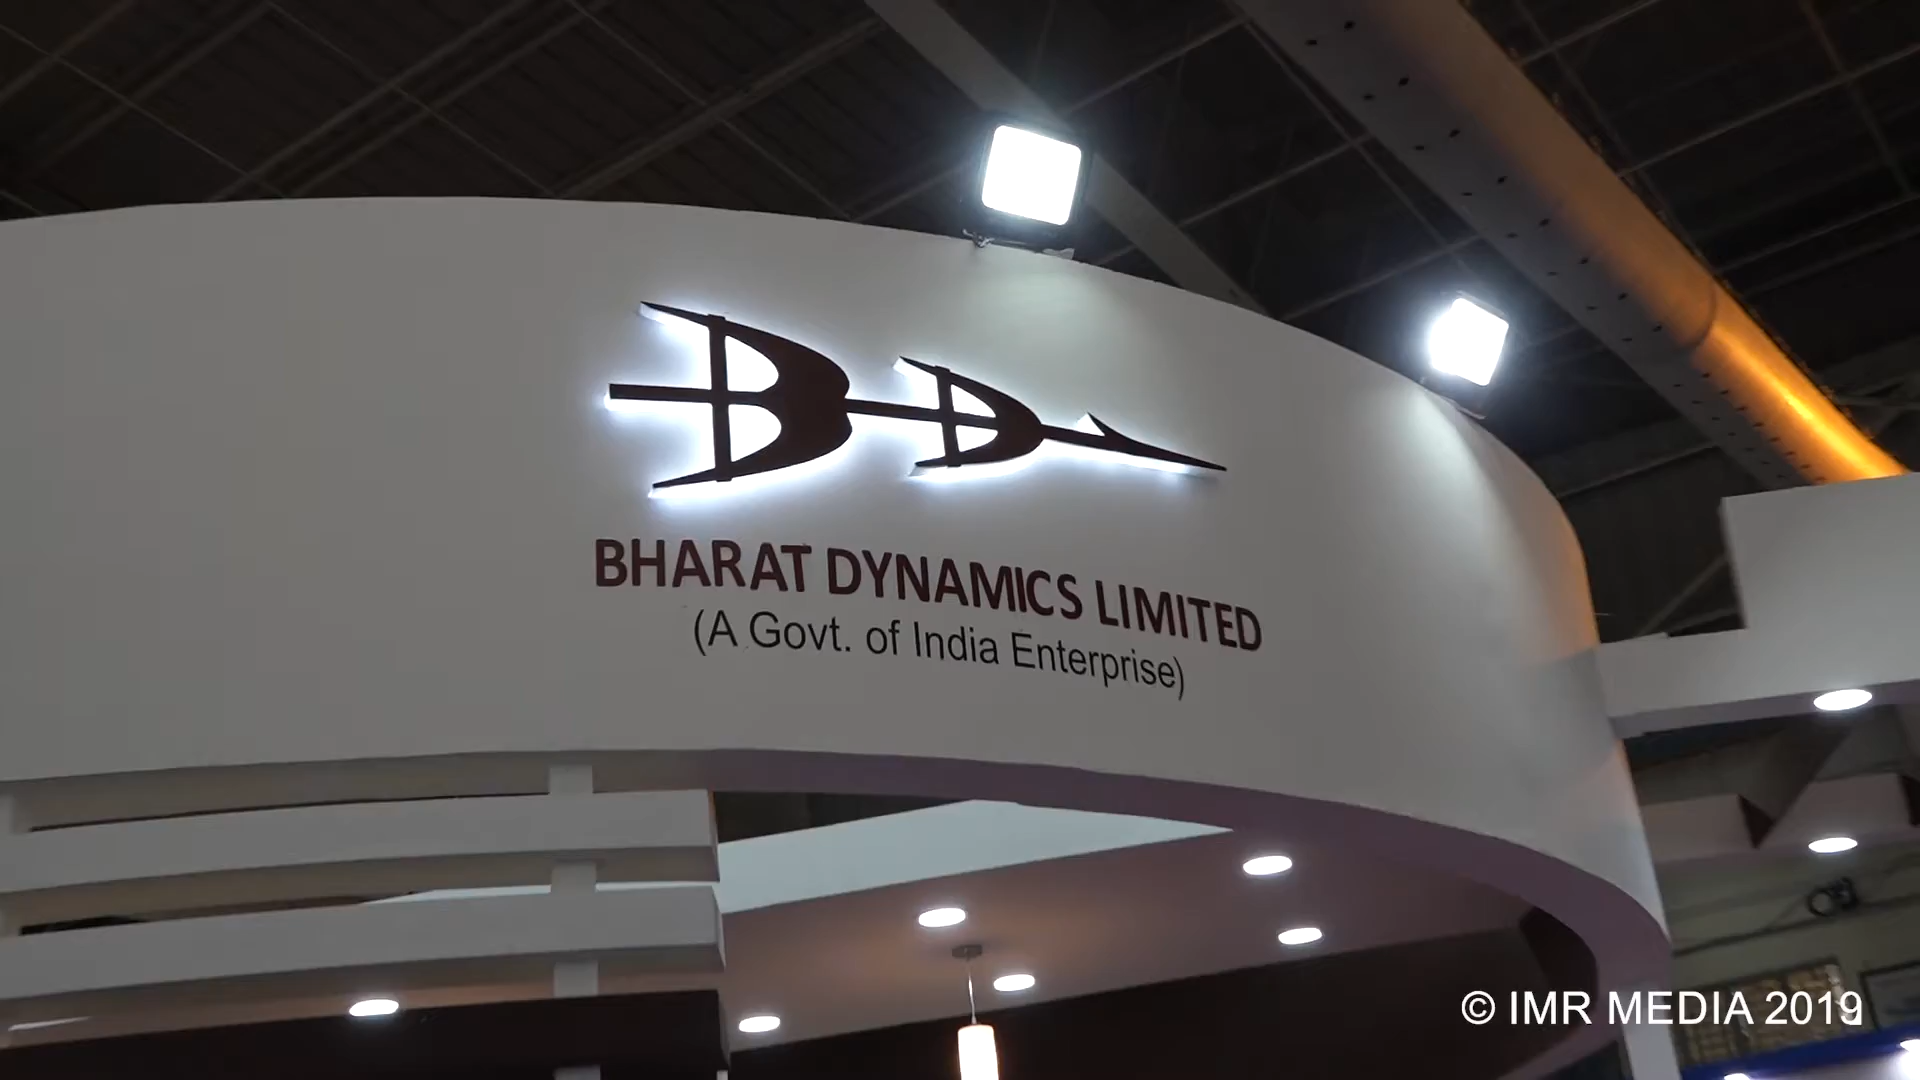 BHARAT DYNAMICS LIMITED
(A Govt. of India Enterprise)
© IMR MEDIA 2019